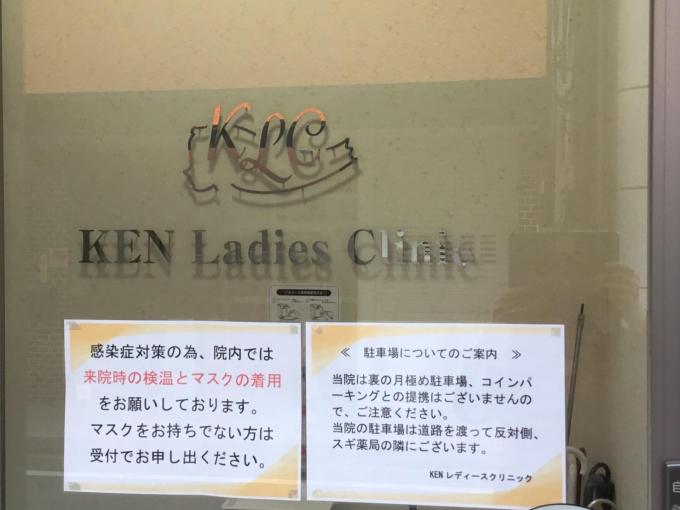 KLC
KEN Ladies Clinic
感染症対策の為、院内では
来院時の検温とマスクの着用
をお願いしております。
マスクをお持ちでない方は
受付でお申し出ください。
≪ 駐車場についてのご案内 ≫
当院は裏の月極め駐車場、コインパ
ーキングとの提携はございませんの
で、ご注意ください。
当院の駐車場は道路を渡って反対側、
スギ薬局の隣にございます。
KENレディースクリニック